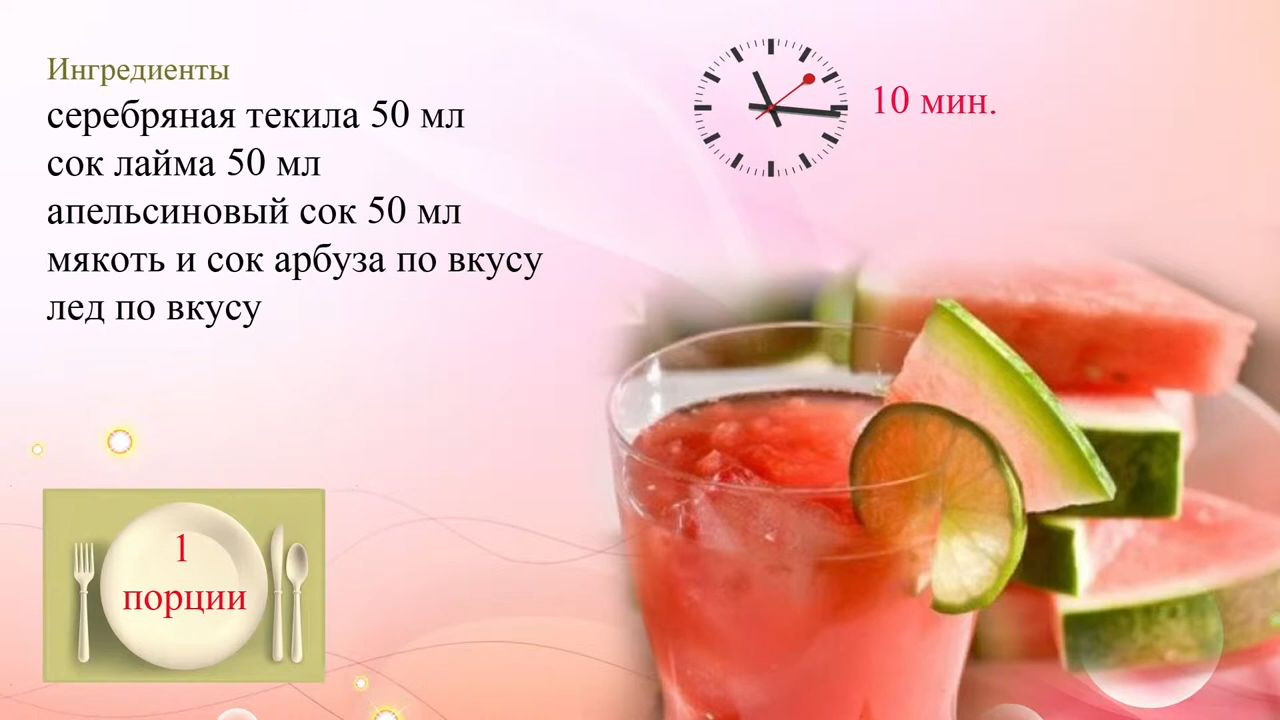 Ингредиенты
серебряная текила 50 мл
сок лайма 50 мл
апельсиновый сок 50 мл
мякоть и сок арбуза по вкусу
лед по вкусу
10 мин.
1
порции